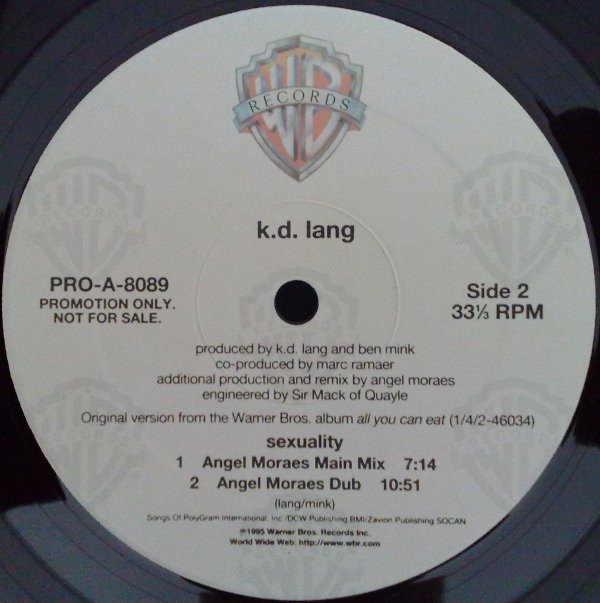 WB
RECORDS
k.d. lang
PRO-A-8089
PROMOTION ONLY.
NOT FOR SALE.
Side 2
33⅓ RPM
produced by k.d. lang and ben mink
co-produced by marc ramaer
additional production and remix by angel moraes
engineered by Sir Mack of Quayle
Original version from the Warner Bros. album all you can eat (1/4/2-46034)
sexuality
1 Angel Moraes Main Mix 7:14
2 Angel Moraes Dub 10:51
(lang/mink)
Songs Of PolyGram International, Inc./DCW Publishing BMI/Zavion Publishing SOCAN
℗1995 Warner Bros. Records Inc.
World Wide Web: http://www.wbr.com